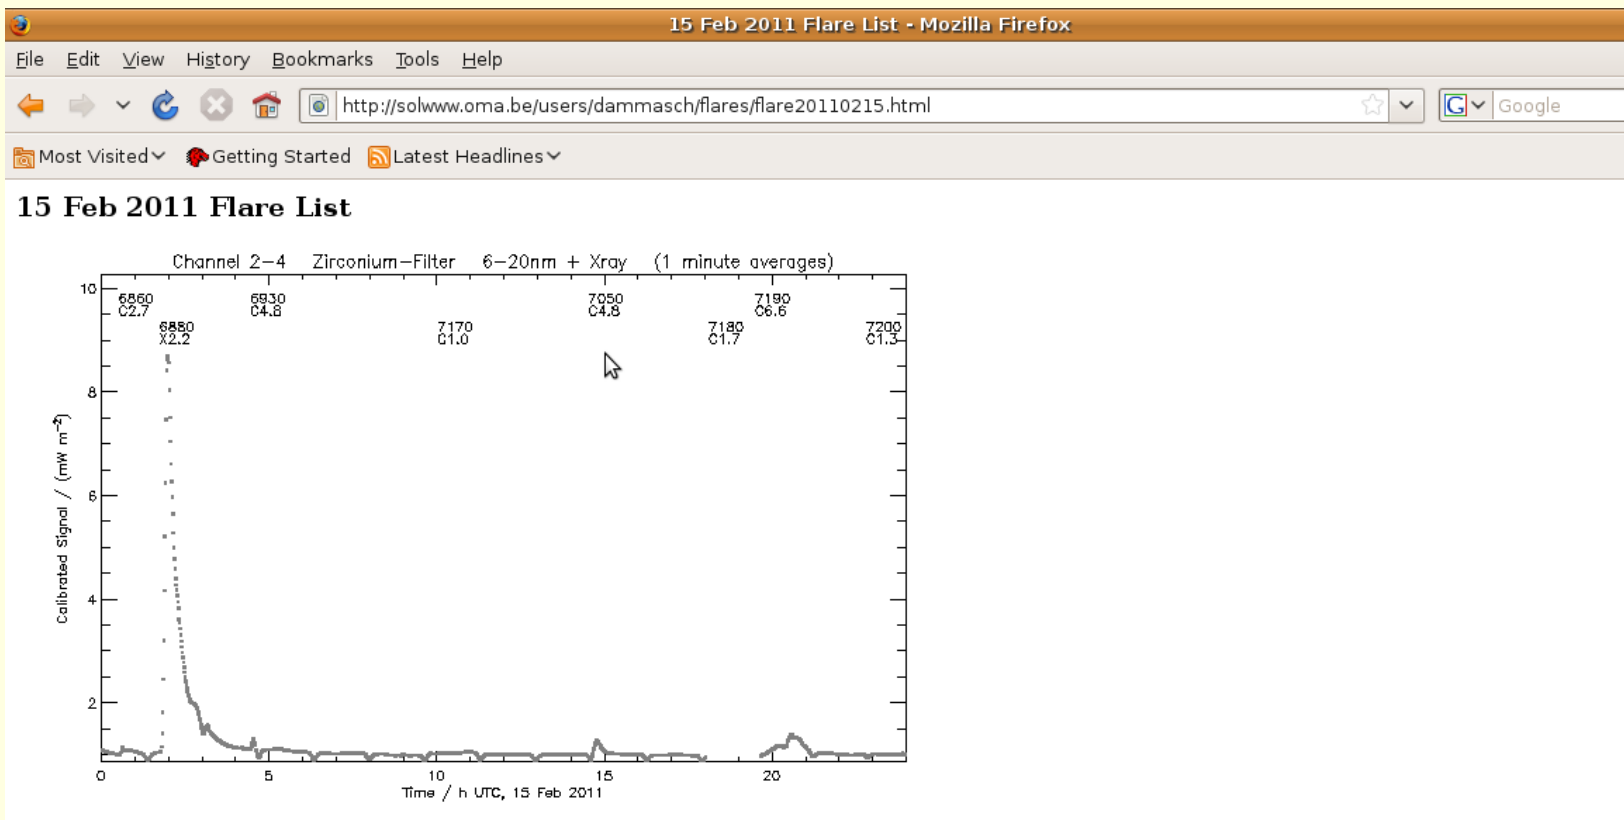 15 Feb 2011 Flare List - Mozilla Firefox
File Edit View History Bookmarks Tools Help
http://solwww.oma.be/users/dammasch/flares/flare20110215.html
G Google
Most Visited Getting Started Latest Headlines
15 Feb 2011 Flare List
Channel 2-4 Zirconium-Filter 6-20nm + Xray (1 minute averages)
10
8
6
4
2
Calibrated Signal / (mW m⁻²)
6860 6930 7050 7190
C2.7 C4.8 C4.8 C6.6
6880 7170 7180 7200
X2.2 C1.0 C1.7 C1.3
0 5 10 15 20
Time / h UTC, 15 Feb 2011